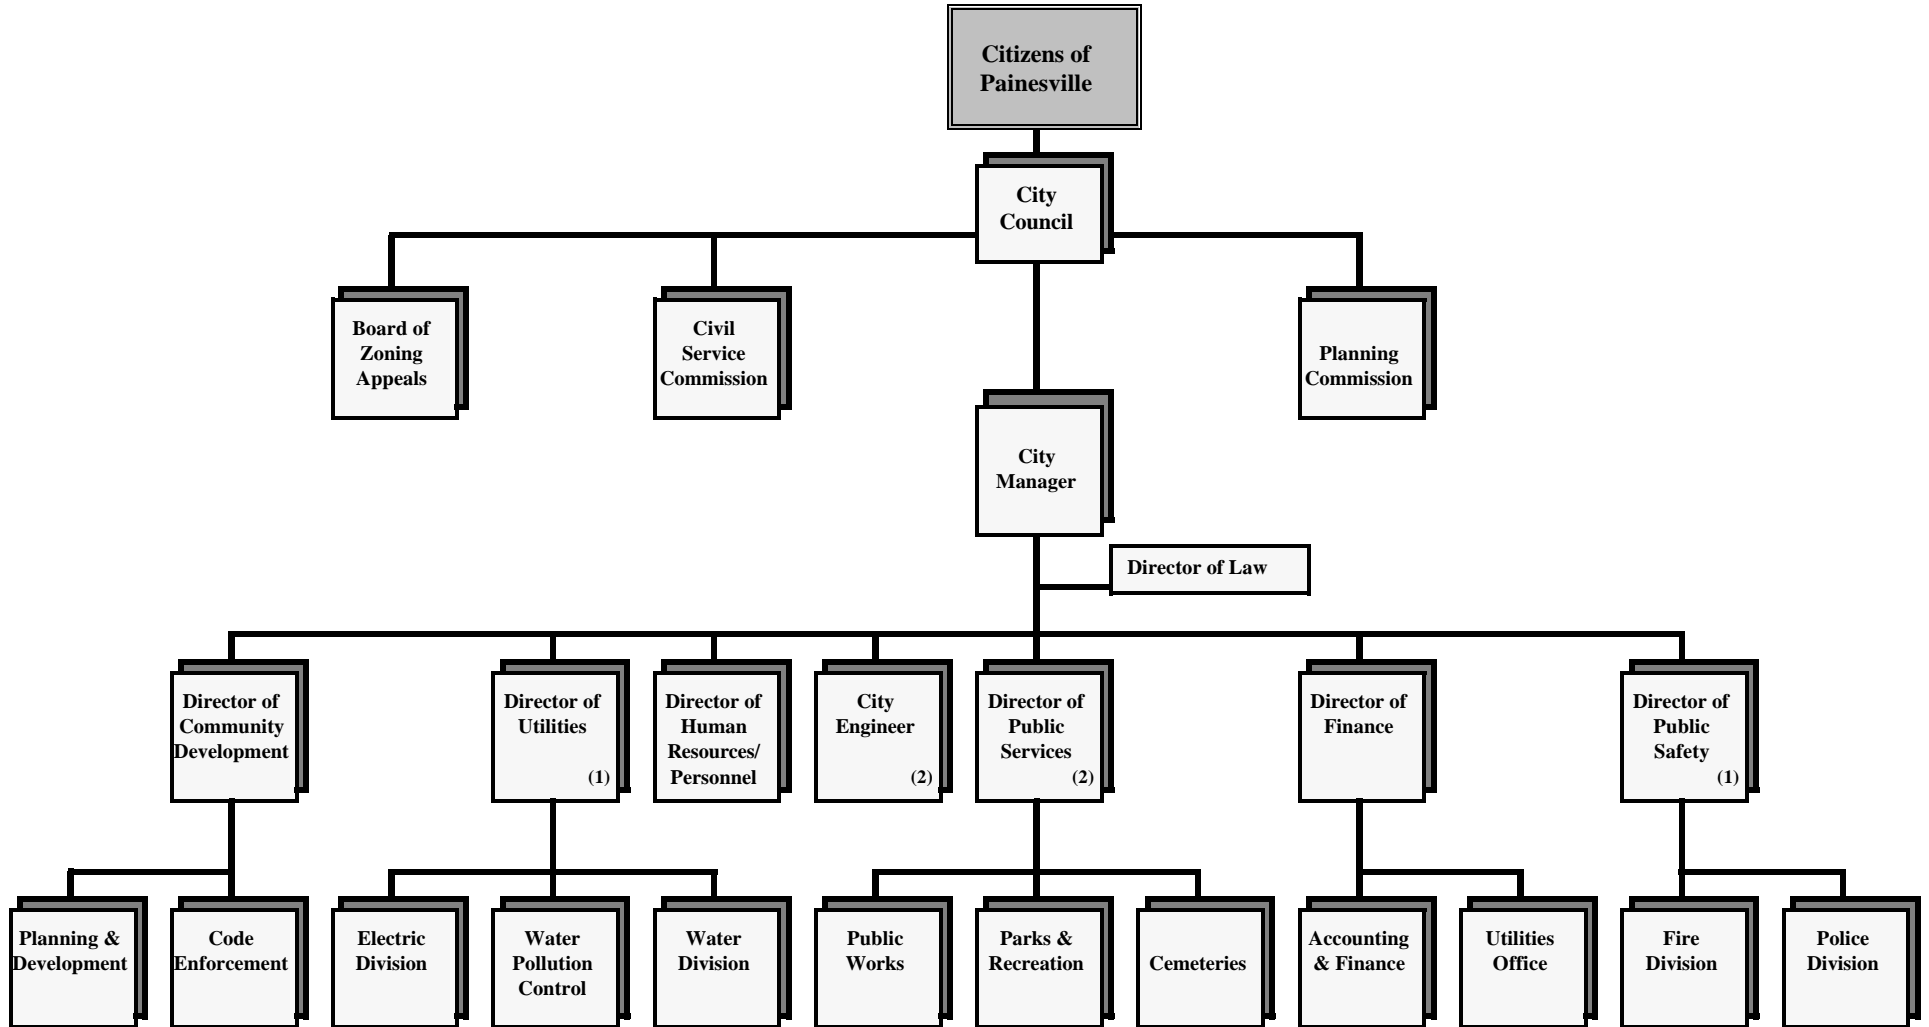 Citizens of
Painesville
City
Council
Board of
Zoning
Appeals
Civil
Service
Commission
Planning
Commission
City
Manager
Director of Law
Director of
Community
Development
Director of
Utilities
(1)
Director of
Human
Resources/
Personnel
City
Engineer
(2)
Director of
Public
Services
(2)
Director of
Finance
Director of
Public
Safety
(1)
Planning &
Development
Code
Enforcement
Electric
Division
Water
Pollution
Control
Water
Division
Public
Works
Parks &
Recreation
Cemeteries
Accounting
& Finance
Utilities
Office
Fire
Division
Police
Division